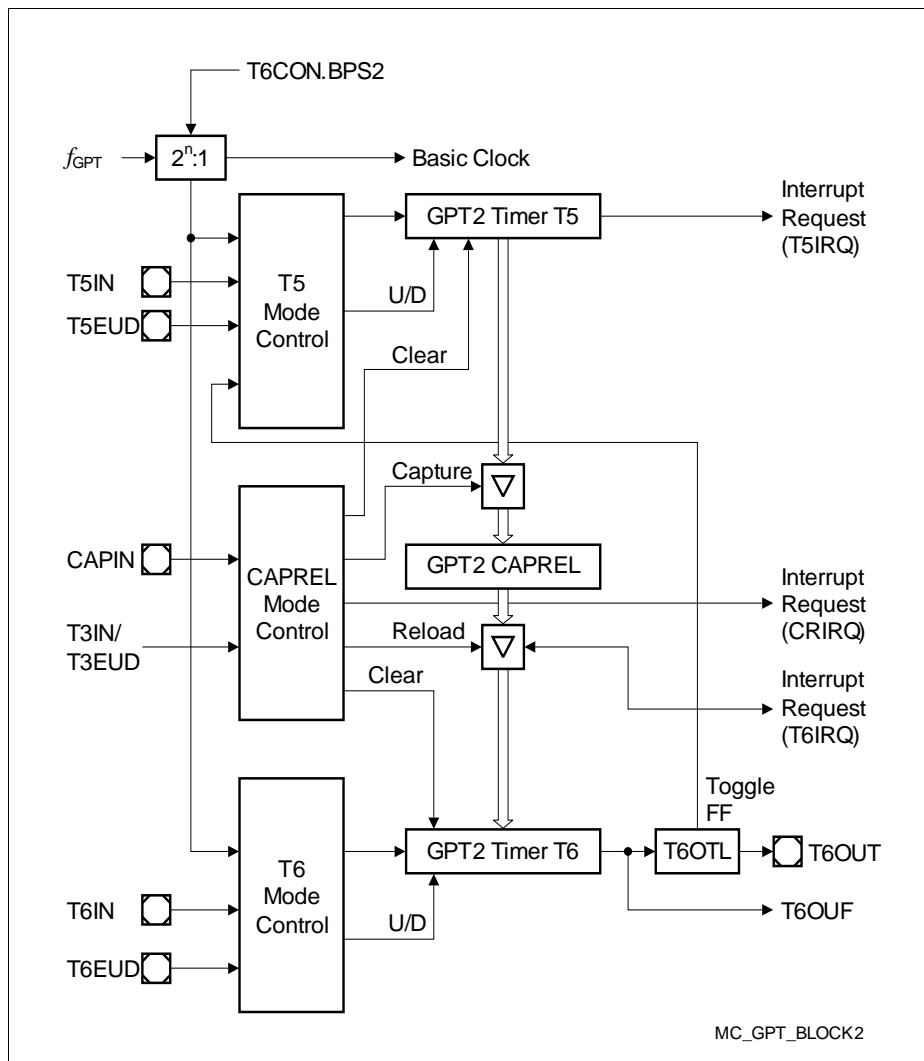 T6CON.BPS2
fGPT
2ⁿ:1
Basic Clock
Interrupt
Request
(T5IRQ)
GPT2 Timer T5
T5IN
T5EUD
T5
Mode
Control
U/D
Clear
Capture
CAPIN
GPT2 CAPREL
CAPREL
Mode
Control
T3IN/
T3EUD
Interrupt
Request
(CRIRQ)
Reload
Clear
Interrupt
Request
(T6IRQ)
Toggle
FF
GPT2 Timer T6
T6OTL
T6OUT
T6
Mode
Control
T6IN
U/D
T6OUF
T6EUD
MC_GPT_BLOCK2